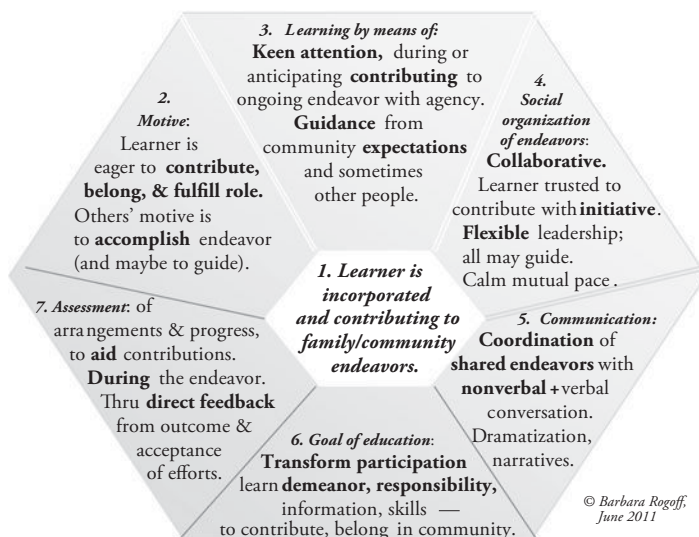 3. Learning by means of:
Keen attention, during or
anticipating contributing to
ongoing endeavor with agency.
Guidance from
community expectations
and sometimes
other people.
2.
Motive:
Learner is
eager to contribute,
belong, & fulfill role.
Others' motive is
to accomplish endeavor
(and maybe to guide).
4.
Social
organization
of endeavors:
Collaborative.
Learner trusted to
contribute with initiative.
Flexible leadership;
all may guide.
Calm mutual pace.
1. Learner is
incorporated
and contributing to
family/community
endeavors.
7. Assessment: of
arrangements & progress,
to aid contributions.
During the endeavor.
Thru direct feedback
from outcome &
acceptance
of efforts.
5. Communication:
Coordination of
shared endeavors with
nonverbal + verbal
conversation.
Dramatization,
narratives.
6. Goal of education:
Transform participation
learn demeanor, responsibility,
information, skills —
to contribute, belong in community.
© Barbara Rogoff,
June 2011